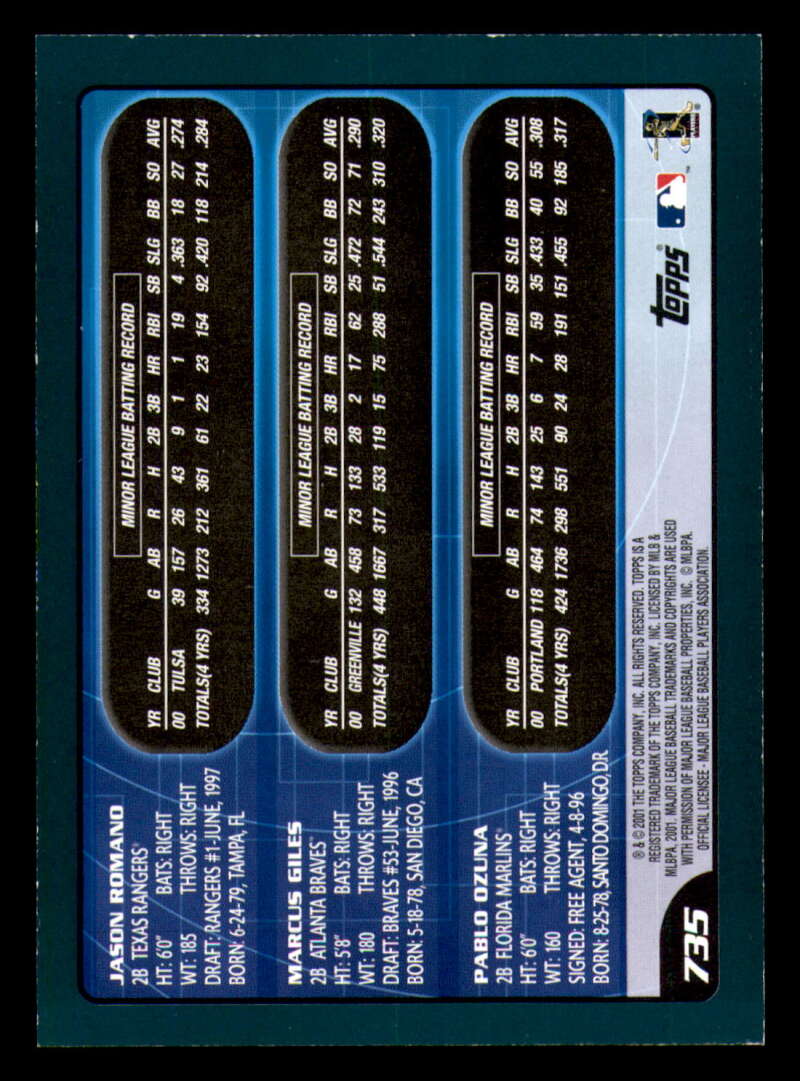 JASON ROMANO
2B TEXAS RANGERS®
HT: 6'0" BATS: RIGHT
WT: 185 THROWS: RIGHT
DRAFT: RANGERS #1-JUNE, 1997
BORN: 6-24-79, TAMPA, FL
MINOR LEAGUE BATTING RECORD
YR CLUB G AB R H 2B 3B HR RBI SB SLG BB SO AVG
00 TULSA 39 157 26 43 9 1 1 19 4 .363 18 27 .274
TOTALS(4 YRS) 334 1273 212 361 61 22 23 154 92 .420 118 214 .284
MARCUS GILES
2B ATLANTA BRAVES®
HT: 5'8" BATS: RIGHT
WT: 180 THROWS: RIGHT
DRAFT: BRAVES #53-JUNE, 1996
BORN: 5-18-78, SAN DIEGO, CA
MINOR LEAGUE BATTING RECORD
YR CLUB G AB R H 2B 3B HR RBI SB SLG BB SO AVG
00 GREENVILLE 132 458 73 133 28 2 17 62 25 .472 72 71 .290
TOTALS(4 YRS) 448 1667 317 533 119 15 75 288 51 .544 243 310 .320
PABLO OZUNA
2B FLORIDA MARLINS®
HT: 6'0" BATS: RIGHT
WT: 160 THROWS: RIGHT
SIGNED: FREE AGENT, 4-8-96
BORN: 8-25-78, SANTO DOMINGO, DR
MINOR LEAGUE BATTING RECORD
YR CLUB G AB R H 2B 3B HR RBI SB SLG BB SO AVG
00 PORTLAND 118 464 74 143 25 6 7 59 35 .433 40 55 .308
TOTALS(4 YRS) 424 1736 298 551 90 24 28 191 151 .455 92 185 .317
735
® & © 2001 THE TOPPS COMPANY, INC. ALL RIGHTS RESERVED. TOPPS IS A
REGISTERED TRADEMARK OF THE TOPPS COMPANY, INC. LICENSED BY MLB &
MLBPA, 2001. MAJOR LEAGUE BASEBALL TRADEMARKS AND COPYRIGHTS ARE USED
WITH PERMISSION OF MAJOR LEAGUE BASEBALL PROPERTIES, INC. © MLBPA.
OFFICIAL LICENSEE - MAJOR LEAGUE BASEBALL PLAYERS ASSOCIATION.
Topps®
™
®